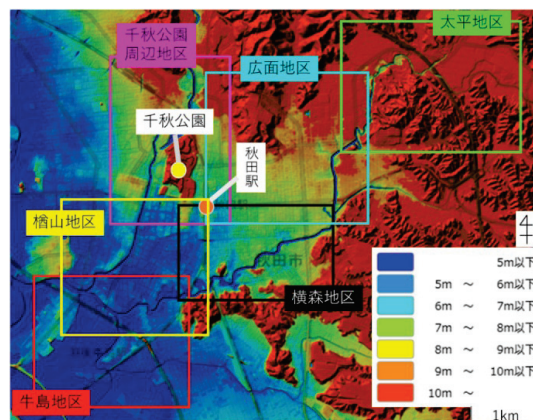 千秋公園
周辺地区
太平地区
広面地区
千秋公園
秋田駅
楢山地区
秋田市
横森地区
牛島地区
5m以下
5m ～ 6m以下
6m ～ 7m以下
7m ～ 8m以下
8m ～ 9m以下
9m ～ 10m以下
10m ～
1km